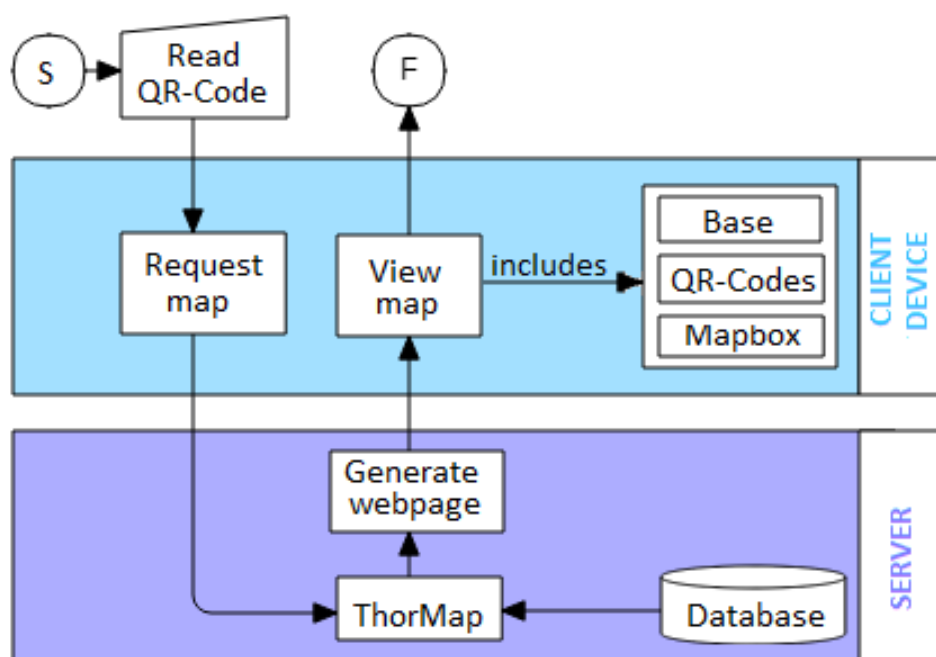 S
Read
QR-Code
F
Request
map
View
map
includes
Base
QR-Codes
Mapbox
CLIENT
DEVICE
Generate
webpage
ThorMap
Database
SERVER